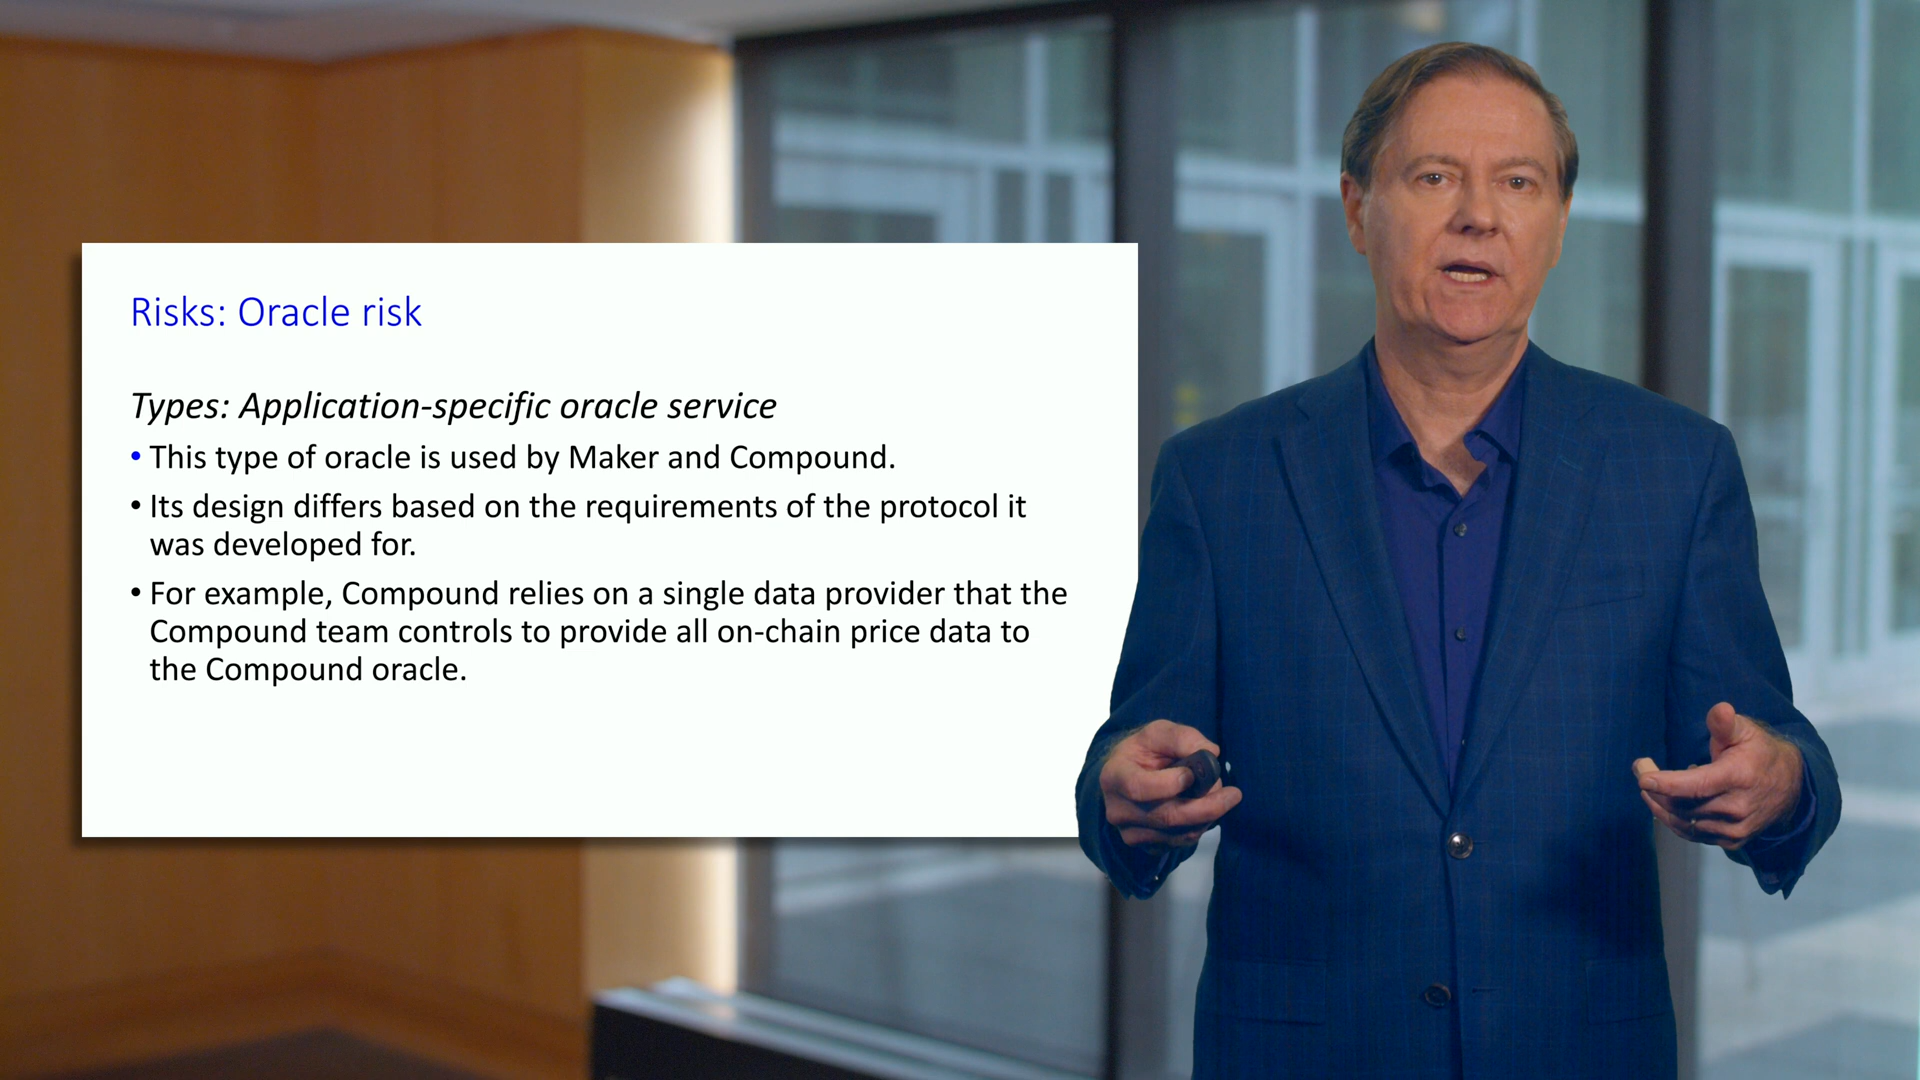 Risks: Oracle risk
Types: Application-specific oracle service
• This type of oracle is used by Maker and Compound.
• Its design differs based on the requirements of the protocol it
was developed for.
• For example, Compound relies on a single data provider that the
Compound team controls to provide all on-chain price data to
the Compound oracle.